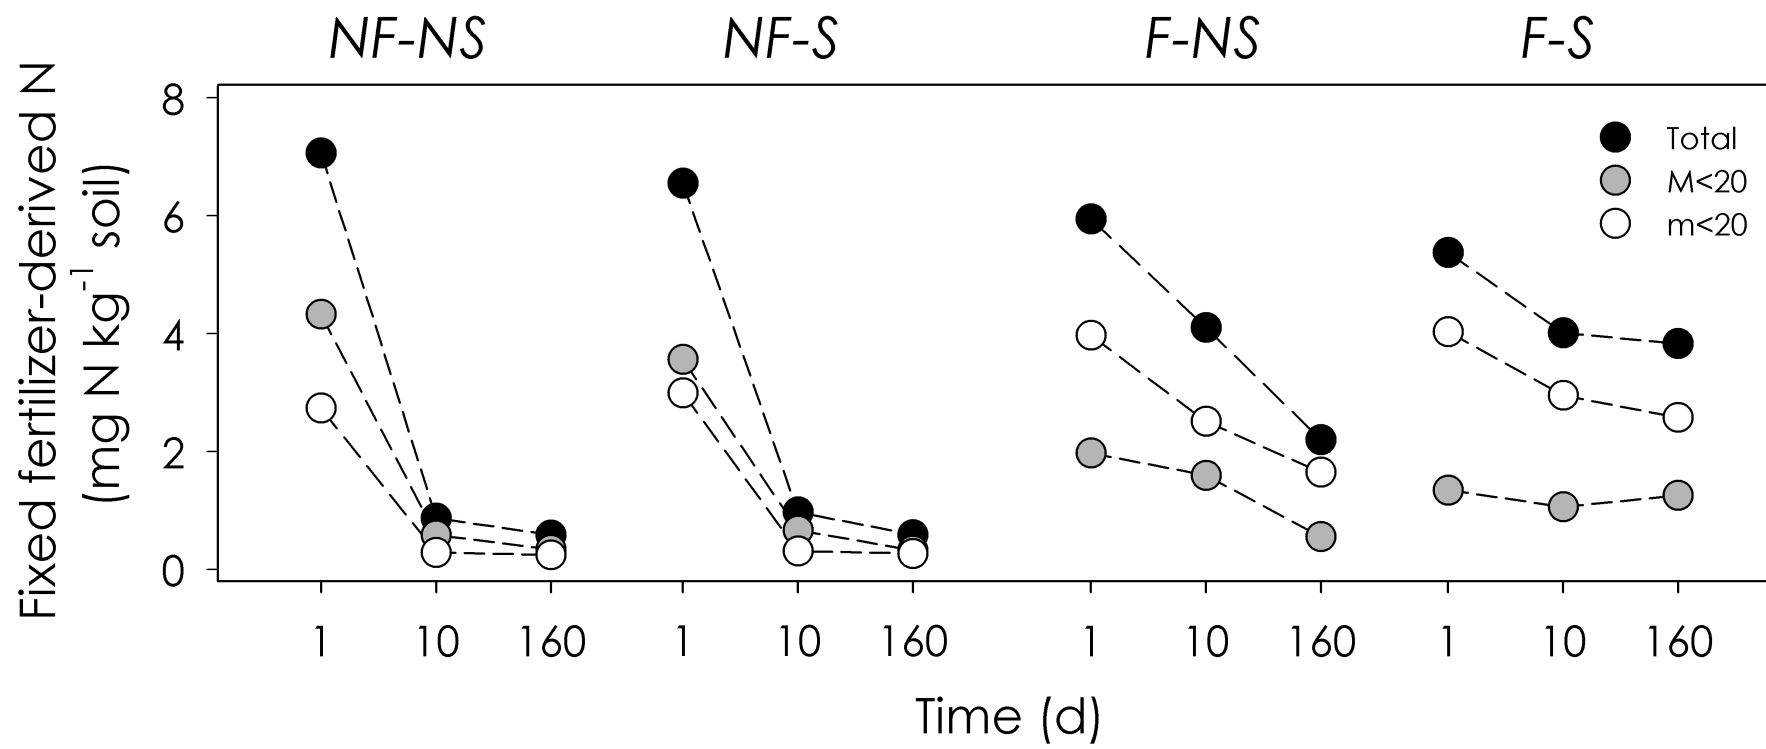 NF-NS NF-S F-NS F-S
Fixed fertilizer-derived N
(mg N kg⁻¹ soil)
8
6
4
2
0
Total
M<20
m<20
1 10 160 1 10 160 1 10 160 1 10 160
Time (d)